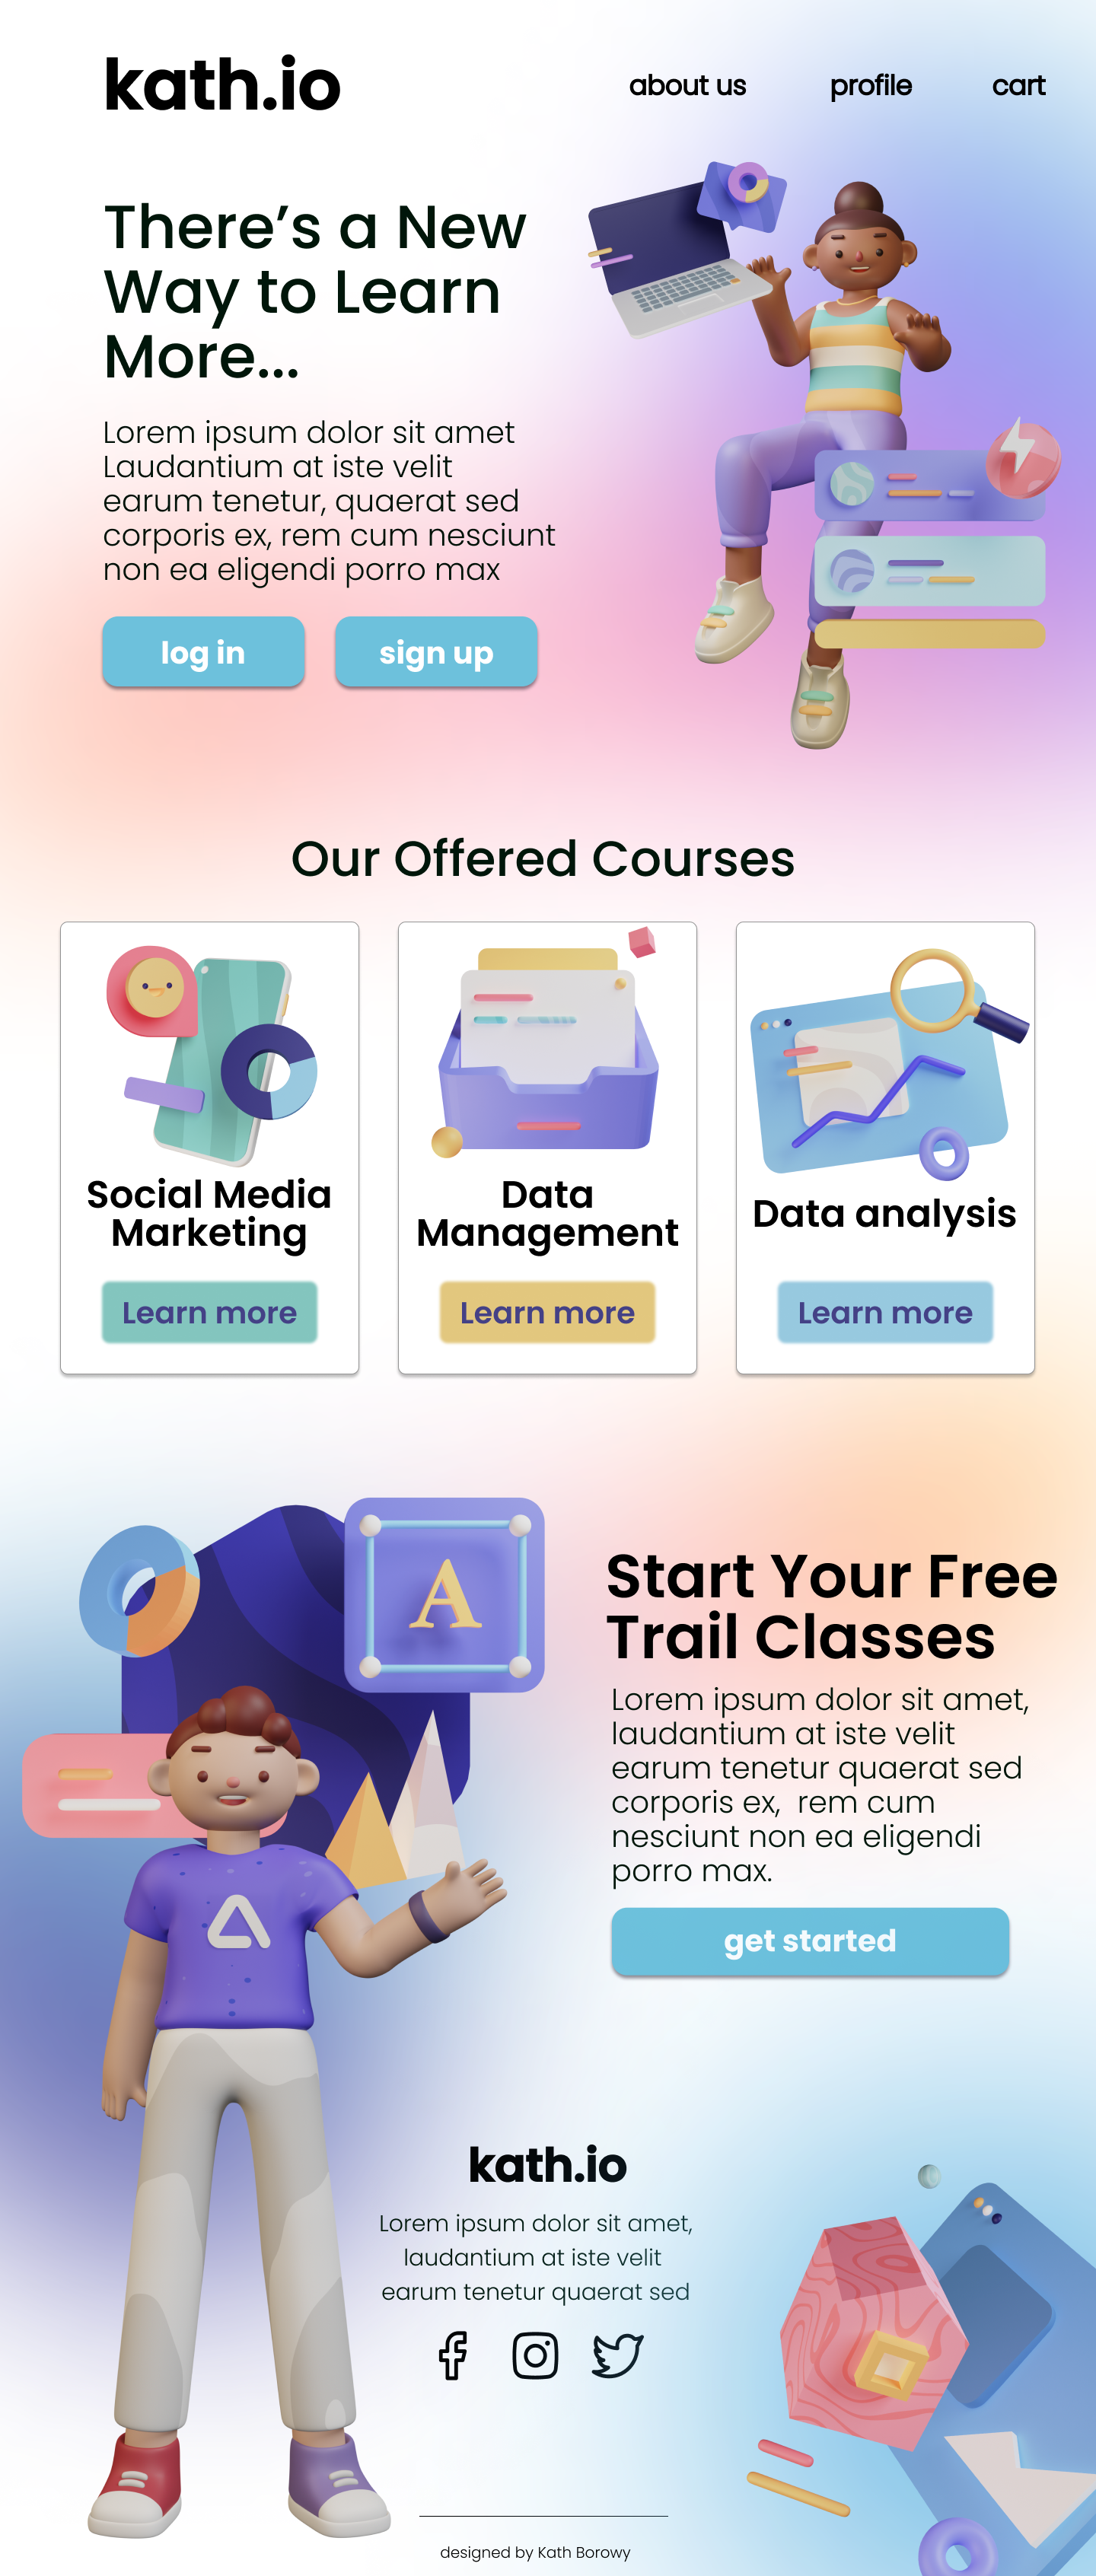 kath.io
about us profile cart
There’s a New
Way to Learn
More...
Lorem ipsum dolor sit amet
Laudantium at iste velit
earum tenetur, quaerat sed
corporis ex, rem cum nesciunt
non ea eligendi porro max
log in sign up
Our Offered Courses
Social Media
Marketing
Learn more
Data
Management
Learn more
Data analysis
Learn more
A
Start Your Free
Trail Classes
Lorem ipsum dolor sit amet,
laudantium at iste velit
earum tenetur quaerat sed
corporis ex, rem cum
nesciunt non ea eligendi
porro max.
get started
kath.io
Lorem ipsum dolor sit amet,
laudantium at iste velit
earum tenetur quaerat sed
designed by Kath Borowy